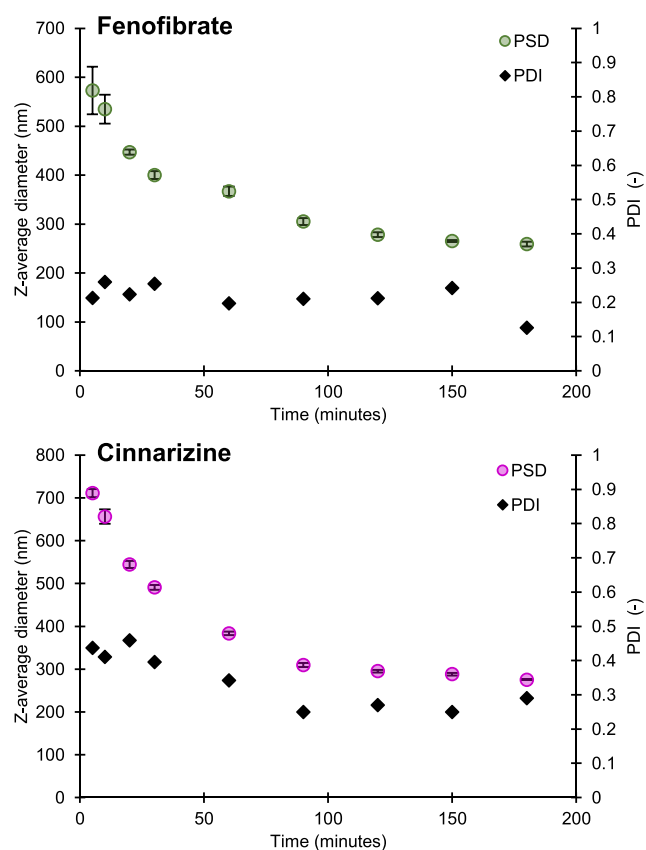 Fenofibrate
PSD
PDI
700
600
500
400
300
200
100
0
Z-average diameter (nm)
1
0.9
0.8
0.7
0.6
0.5
0.4
0.3
0.2
0.1
0
PDI (-)
0 50 100 150 200
Time (minutes)
Cinnarizine
PSD
PDI
800
700
600
500
400
300
200
100
0
Z-average diameter (nm)
1
0.9
0.8
0.7
0.6
0.5
0.4
0.3
0.2
0.1
0
PDI (-)
0 50 100 150 200
Time (minutes)